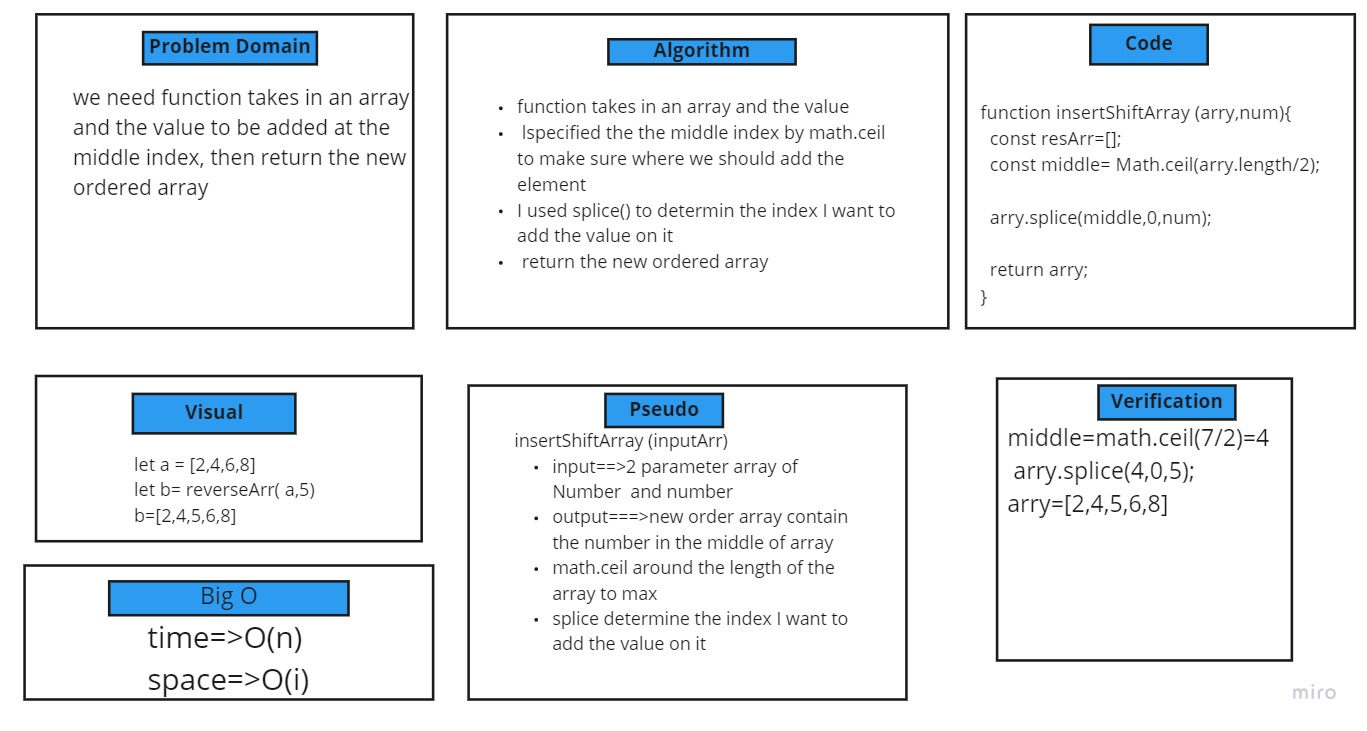 Problem Domain
we need function takes in an array
and the value to be added at the
middle index, then return the new
ordered array
Algorithm
• function takes in an array and the value
• Ispecified the the middle index by math.ceil
to make sure where we should add the
element
• I used splice() to determin the index I want to
add the value on it
• return the new ordered array
Code
function insertShiftArray (arry,num){
const resArr=[];
const middle= Math.ceil(arry.length/2);
arry.splice(middle,0,num);
return arry;
}
Visual
let a = [2,4,6,8]
let b= reverseArr( a,5)
b=[2,4,5,6,8]
Big O
time=>O(n)
space=>O(i)
Pseudo
insertShiftArray (inputArr)
• input==>2 parameter array of
Number and number
• output===>new order array contain
the number in the middle of array
• math.ceil around the length of the
array to max
• splice determine the index I want to
add the value on it
Verification
middle=math.ceil(7/2)=4
arry.splice(4,0,5);
arry=[2,4,5,6,8]
miro